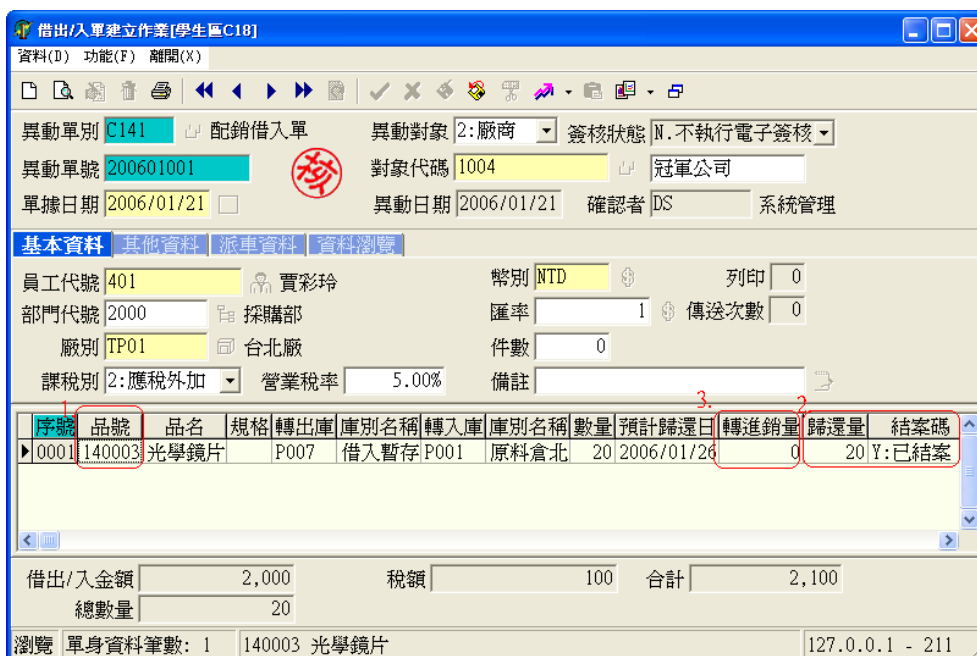 借出/入單建立作業[學生區C18]
資料(D) 功能(F) 離開(X)
異動單別 C141 配銷借入單 異動對象 2:廠商 簽核狀態 N.不執行電子簽核
異動單號 200601001 核 對象代碼 1004 冠軍公司
單據日期 2006/01/21 異動日期 2006/01/21 確認者 DS 系統管理
基本資料 其他資料 派車資料 資料瀏覽
員工代號 401 賈彩玲 幣別 NTD 列印 0
部門代號 2000 採購部 匯率 1 傳送次數 0
廠別 TP01 台北廠 件數 0
課稅別 2:應稅外加 營業稅率 5.00% 備註
1. 3. 2.
序號 品號 品名 規格 轉出庫 庫別名稱 轉入庫 庫別名稱 數量 預計歸還日 轉進銷量 歸還量 結案碼
0001 140003 光學鏡片 P007 借入暫存 P001 原料倉北 20 2006/01/26 0 20 Y:已結案
借出/入金額 2,000 稅額 100 合計 2,100
總數量 20
瀏覽 單身資料筆數: 1 140003 光學鏡片 127.0.0.1 - 211